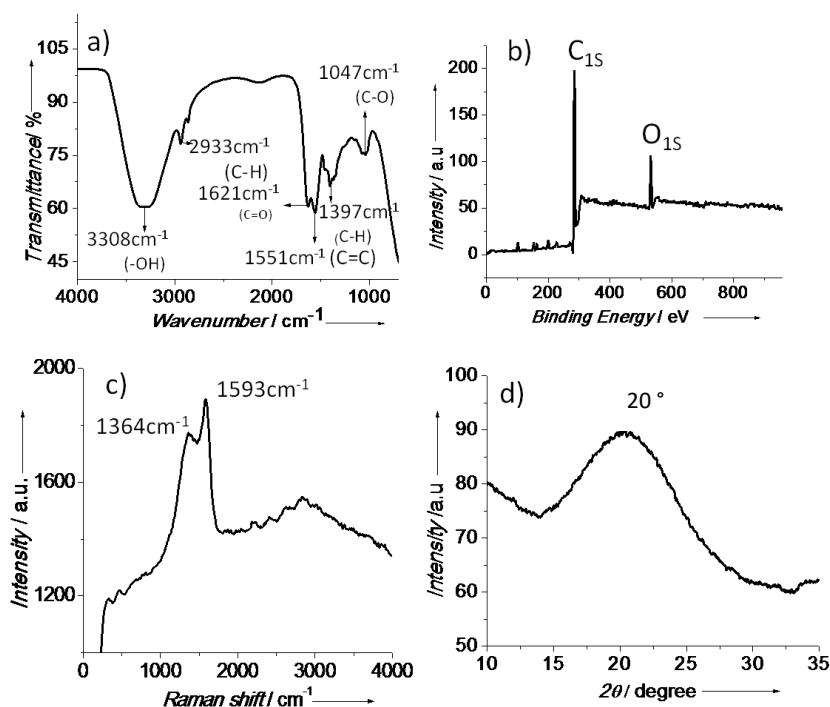 a)
1047cm-1
(C-O)
2933cm-1
(C-H)
1621cm-1
(C=O)
1397cm-1
3308cm-1
(-OH)
1551cm-1
(C-H)
(C=C)
105
90
75
60
45
Transmittance/ %
4000 3000 2000 1000
Wavenumber / cm-1
b)
C1S
O1S
200
150
100
50
0
Intensity / a.u
0 200 400 600 800
Binding Energy / eV
c)
1593cm-1
1364cm-1
2000
1600
1200
Intensity / a.u.
0 1000 2000 3000 4000
Raman shift / cm-1
d)
20 °
100
90
80
70
60
50
Intensity / a.u
10 15 20 25 30 35
2θ / degree